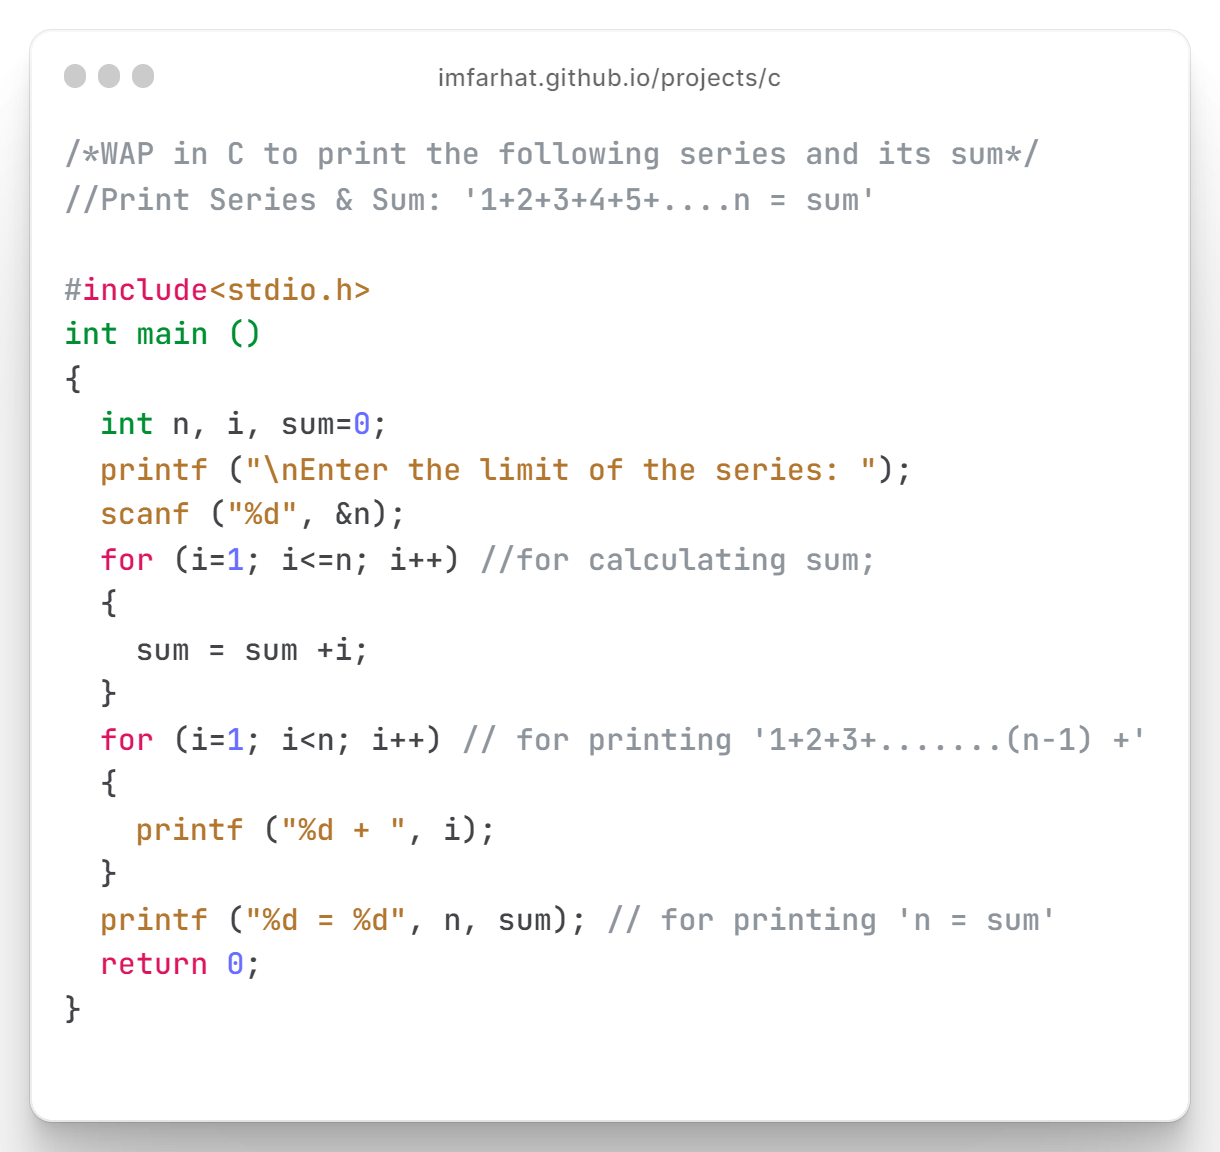 imfarhat.github.io/projects/c
/*WAP in C to print the following series and its sum*/
//Print Series & Sum: '1+2+3+4+5+....n = sum'
#include<stdio.h>
int main ()
{
int n, i, sum=0;
printf ("\nEnter the limit of the series: ");
scanf ("%d", &n);
for (i=1; i<=n; i++) //for calculating sum;
{
sum = sum +i;
}
for (i=1; i<n; i++) // for printing '1+2+3+.......(n-1) +'
{
printf ("%d + ", i);
}
printf ("%d = %d", n, sum); // for printing 'n = sum'
return 0;
}